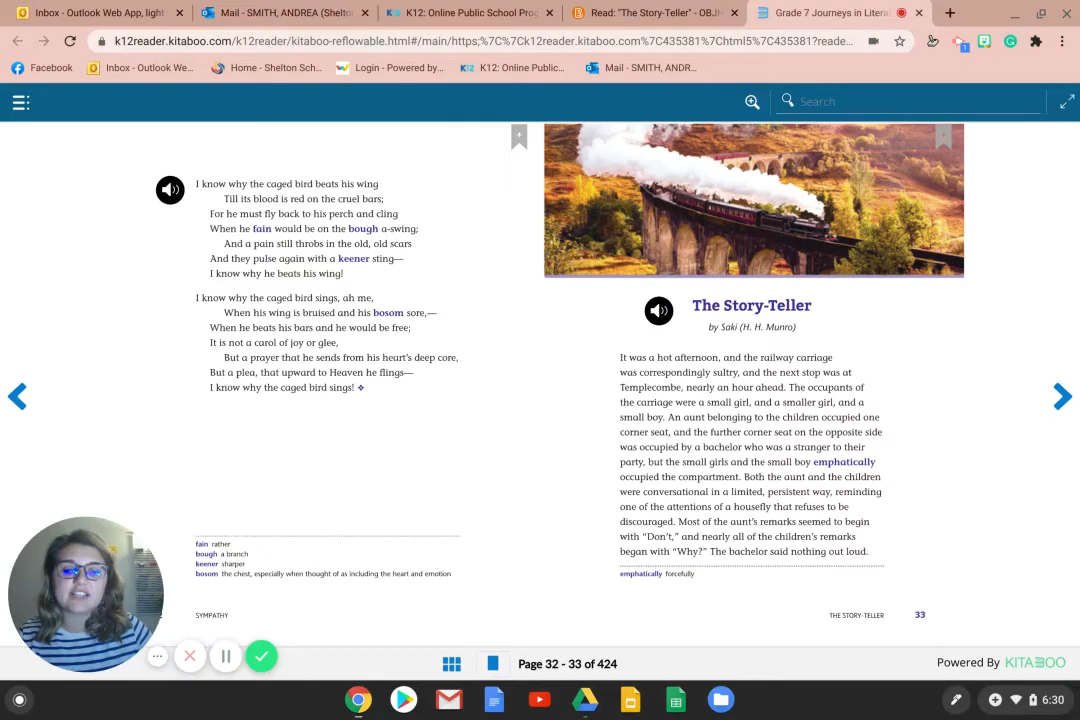 Inbox - Outlook Web App, light
Mail - SMITH, ANDREA (Shelto
K12: Online Public School Prog
Read: "The Story-Teller" - OBJH
Grade 7 Journeys in Litera
k12reader.kitaboo.com/k12reader/kitaboo-reflowable.html#/main/https;%7C%7Ck12reader.kitaboo.com%7C435381%7Chtml5%7C435381?reade...
Facebook
Inbox - Outlook We...
Home - Shelton Sch...
Login - Powered by...
K12: Online Public...
Mail - SMITH, ANDR...
Search
I know why the caged bird beats his wing
Till its blood is red on the cruel bars;
For he must fly back to his perch and cling
When he fain would be on the bough a-swing;
And a pain still throbs in the old, old scars
And they pulse again with a keener sting—
I know why he beats his wing!
I know why the caged bird sings, ah me,
When his wing is bruised and his bosom sore,—
When he beats his bars and he would be free;
It is not a carol of joy or glee,
But a prayer that he sends from his heart's deep core,
But a plea, that upward to Heaven he flings—
I know why the caged bird sings! ❖
fain rather
bough a branch
keener sharper
bosom the chest, especially when thought of as including the heart and emotion
SYMPATHY
The Story-Teller
by Saki (H. H. Munro)
It was a hot afternoon, and the railway carriage
was correspondingly sultry, and the next stop was at
Templecombe, nearly an hour ahead. The occupants of
the carriage were a small girl, and a smaller girl, and a
small boy. An aunt belonging to the children occupied one
corner seat, and the further corner seat on the opposite side
was occupied by a bachelor who was a stranger to their
party, but the small girls and the small boy emphatically
occupied the compartment. Both the aunt and the children
were conversational in a limited, persistent way, reminding
one of the attentions of a housefly that refuses to be
discouraged. Most of the aunt's remarks seemed to begin
with "Don't," and nearly all of the children's remarks
began with "Why?" The bachelor said nothing out loud.
emphatically forcefully
THE STORY-TELLER 33
Page 32 - 33 of 424
Powered By KITABOO
6:30